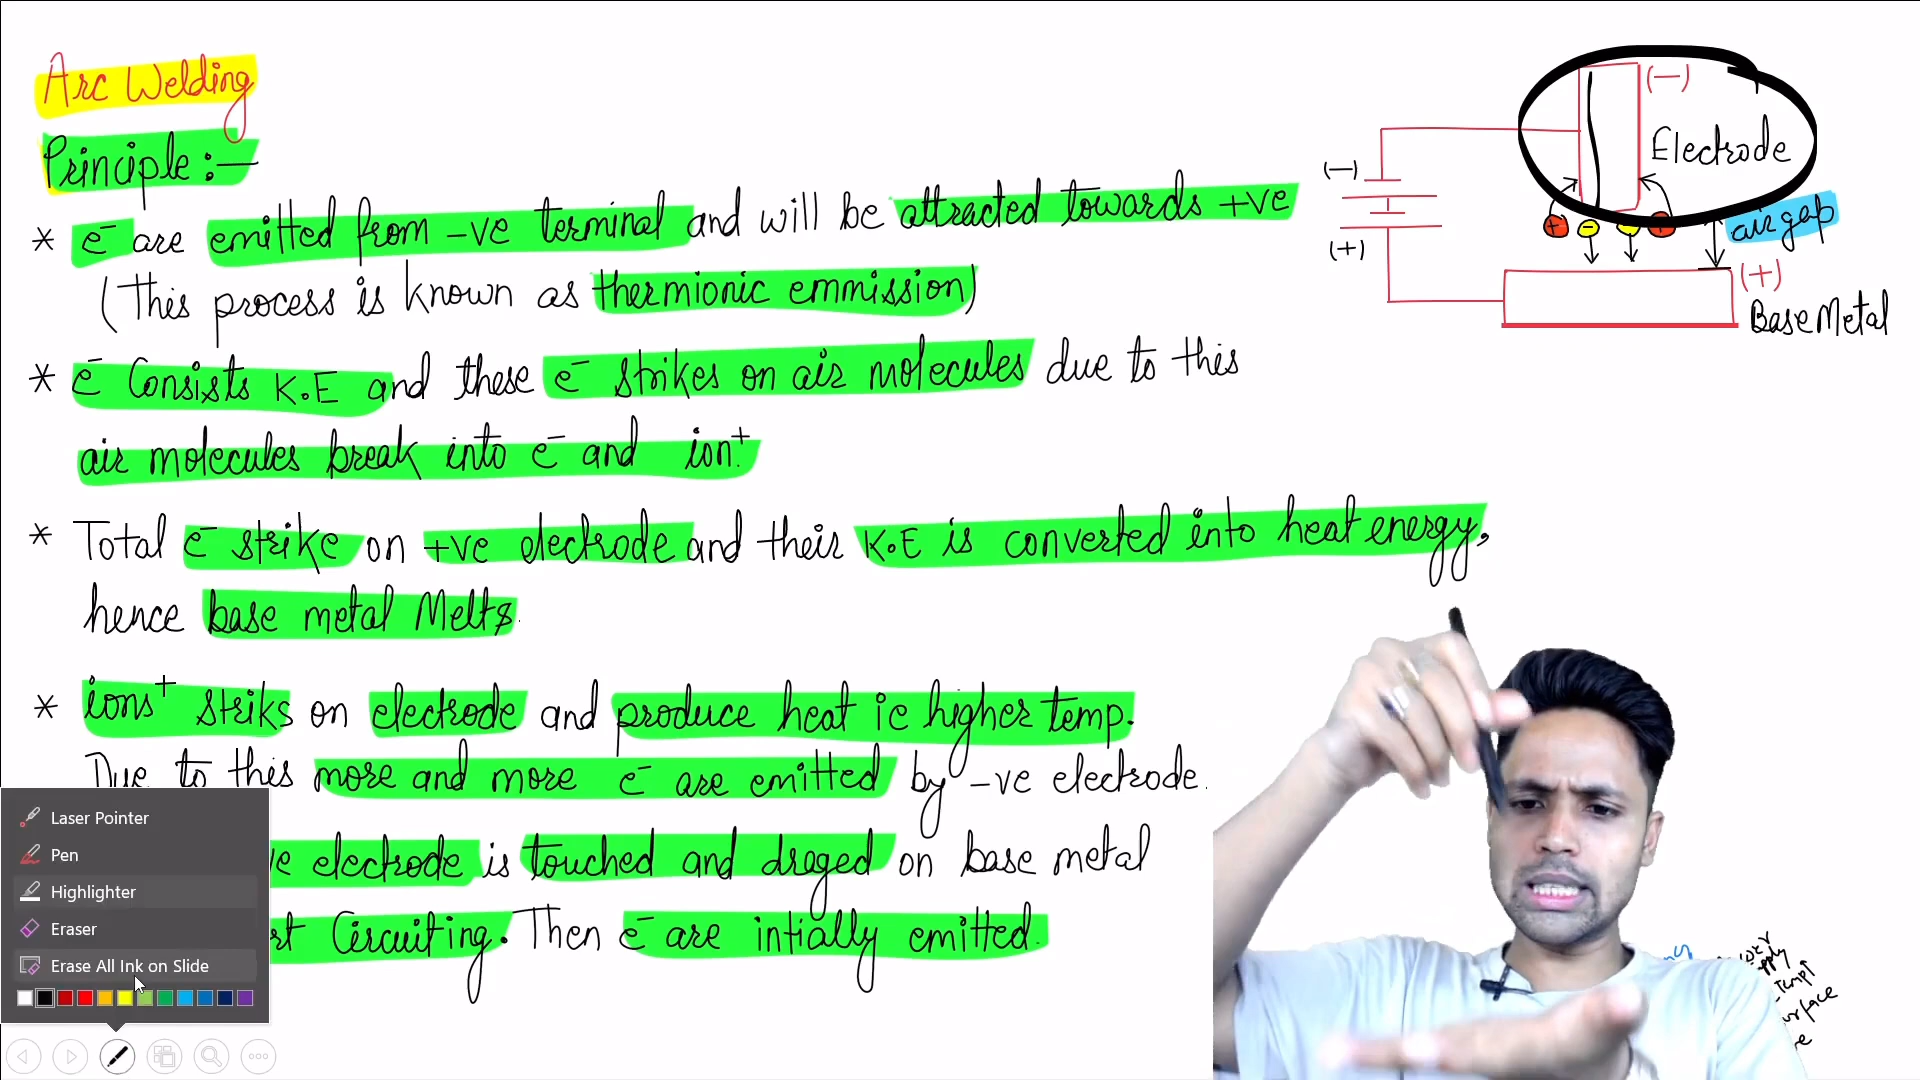 Arc Welding
Principle:-
* e⁻ are emitted from -ve terminal and will be attracted towards +ve
(This process is known as thermionic emmission)
* e⁻ Consists K.E and these e⁻ strikes on air molecules due to this
air molecules break into e⁻ and ion⁺.
* Total e⁻ strike on +ve electrode and their K.E is converted into heat energy,
hence base metal Melts.
* ions⁺ striks on electrode and produce heat ie higher temp.
Due to this more and more e⁻ are emitted by -ve electrode.
electrode is touched and draged on base metal
Circuiting. Then e⁻ are intially emitted.
(-)
Electrode
(-)
(+)
+
-
+
air gap
(+)
Base Metal
Laser Pointer
Pen
Highlighter
Eraser
Erase All Ink on Slide